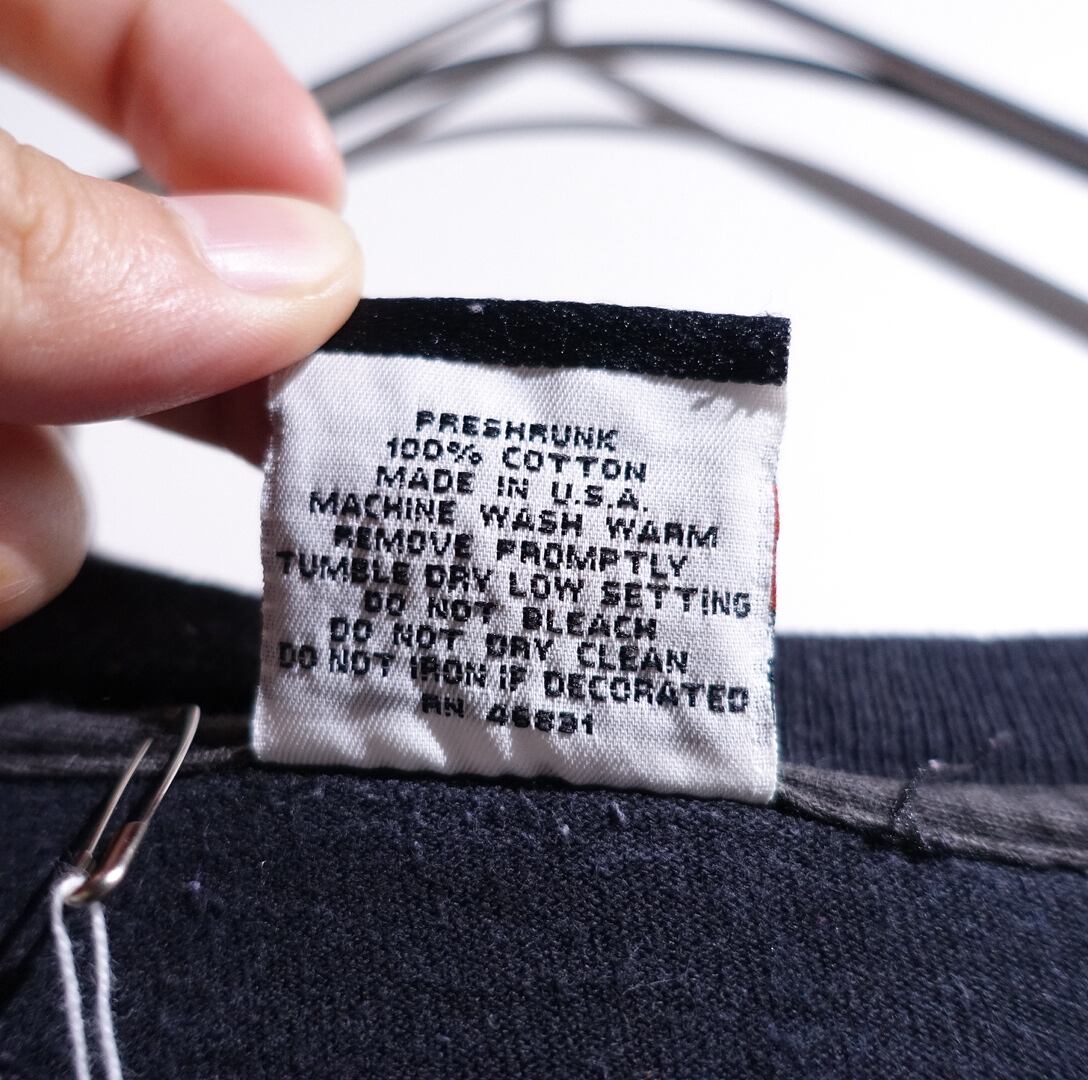 PRESHRUNK
100% COTTON
MADE IN U.S.A.
MACHINE WASH WARM
REMOVE PROMPTLY
TUMBLE DRY LOW SETTING
DO NOT BLEACH
DO NOT DRY CLEAN
DO NOT IRON IF DECORATED
RN